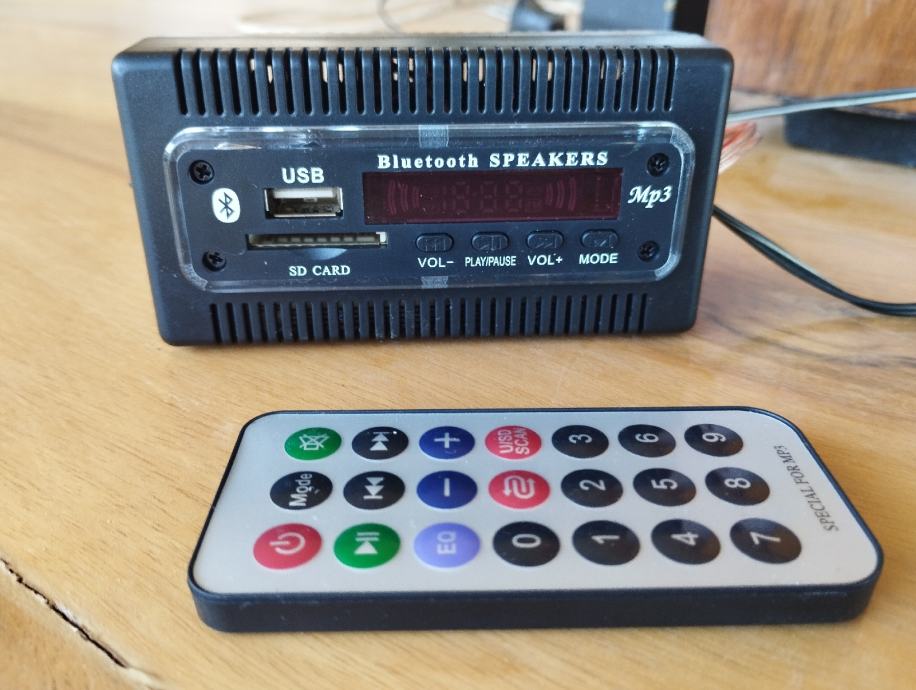 Bluetooth SPEAKERS
USB
Mp3
VOL- PLAY/PAUSE VOL+ MODE
SD CARD
U/SD
SCAN
3 6 9
Mode
2 5 8
EQ 0 1 4 7
SPECIAL FOR MP3